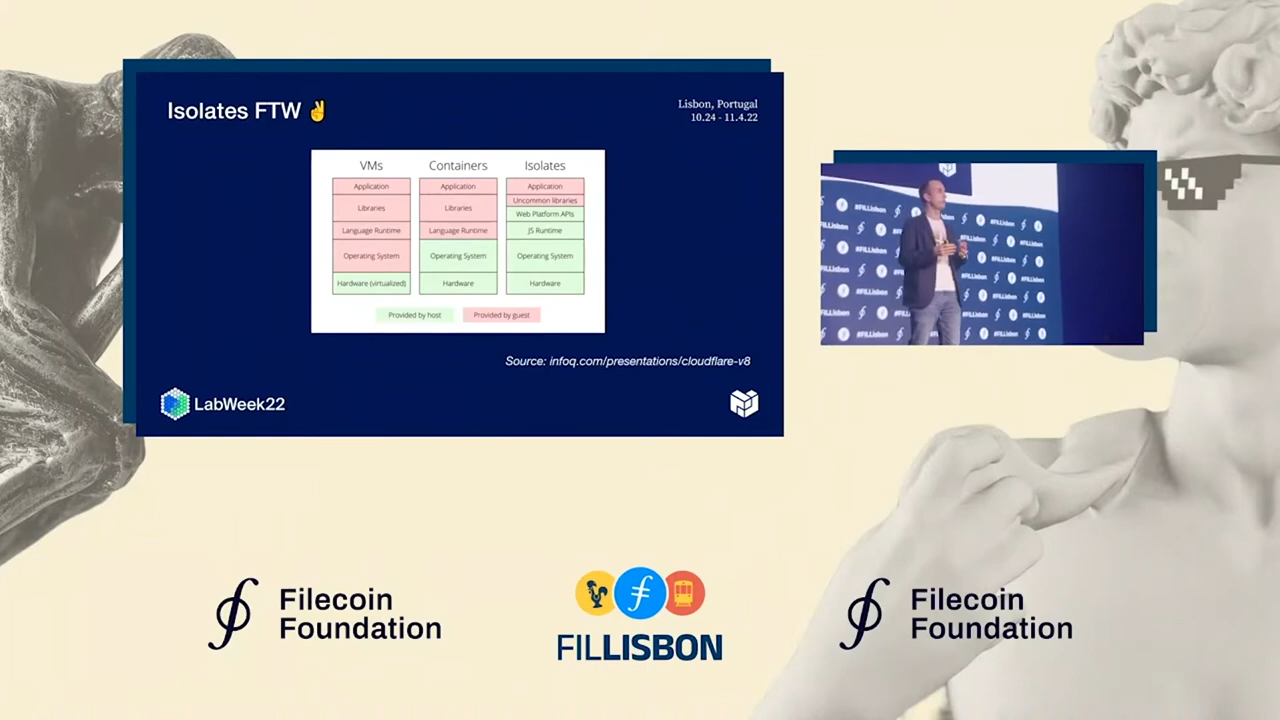 Isolates FTW ✌
Lisbon, Portugal
10.24 - 11.4.22
VMs Containers Isolates
Application Application Application
Libraries Libraries Uncommon libraries
Web Platform APIs
Language Runtime Language Runtime JS Runtime
Operating System Operating System Operating System
Hardware (virtualized) Hardware Hardware
Provided by host Provided by guest
Source: infoq.com/presentations/cloudflare-v8
LabWeek22
#FILLisbon
Filecoin
Foundation
FILLISBON
Filecoin
Foundation